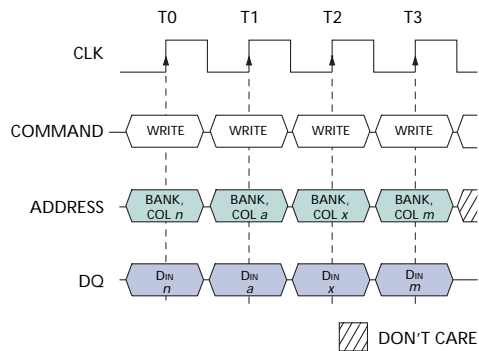 T0 T1 T2 T3
CLK
COMMAND WRITE WRITE WRITE WRITE
ADDRESS BANK, COL n BANK, COL a BANK, COL x BANK, COL m
DQ DIN n DIN a DIN x DIN m
DON'T CARE